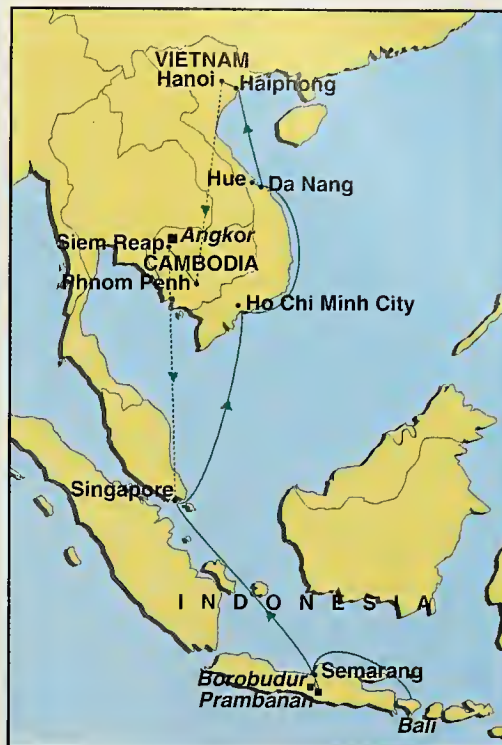 VIETNAM
Hanoi
Haiphong
Hue
Da Nang
Siem Reap
Angkor
CAMBODIA
Phnom Penh
Ho Chi Minh City
Singapore
INDONESIA
Semarang
Borobudur
Prambanan
Bali